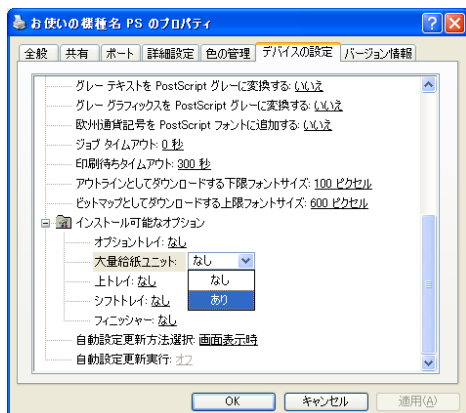 お使いの機種名 PS のプロパティ
全般 共有 ポート 詳細設定 色の管理 デバイスの設定 バージョン情報
グレー テキストを PostScript グレーに変換する: いいえ
グレー グラフィックスを PostScript グレーに変換する: いいえ
欧州通貨記号を PostScript フォントに追加する: いいえ
ジョブ タイムアウト: 0 秒
印刷待ちタイムアウト: 300 秒
アウトラインとしてダウンロードする下限フォントサイズ: 100 ピクセル
ビットマップとしてダウンロードする上限フォントサイズ: 600 ピクセル
インストール可能なオプション
オプショントレイ: なし
大量給紙ユニット: なし
上トレイ: なし なし
シフトトレイ: なし あり
フィニッシャー: なし
自動設定更新方法選択: 画面表示時
自動設定更新実行: オフ
OK キャンセル 適用(A)